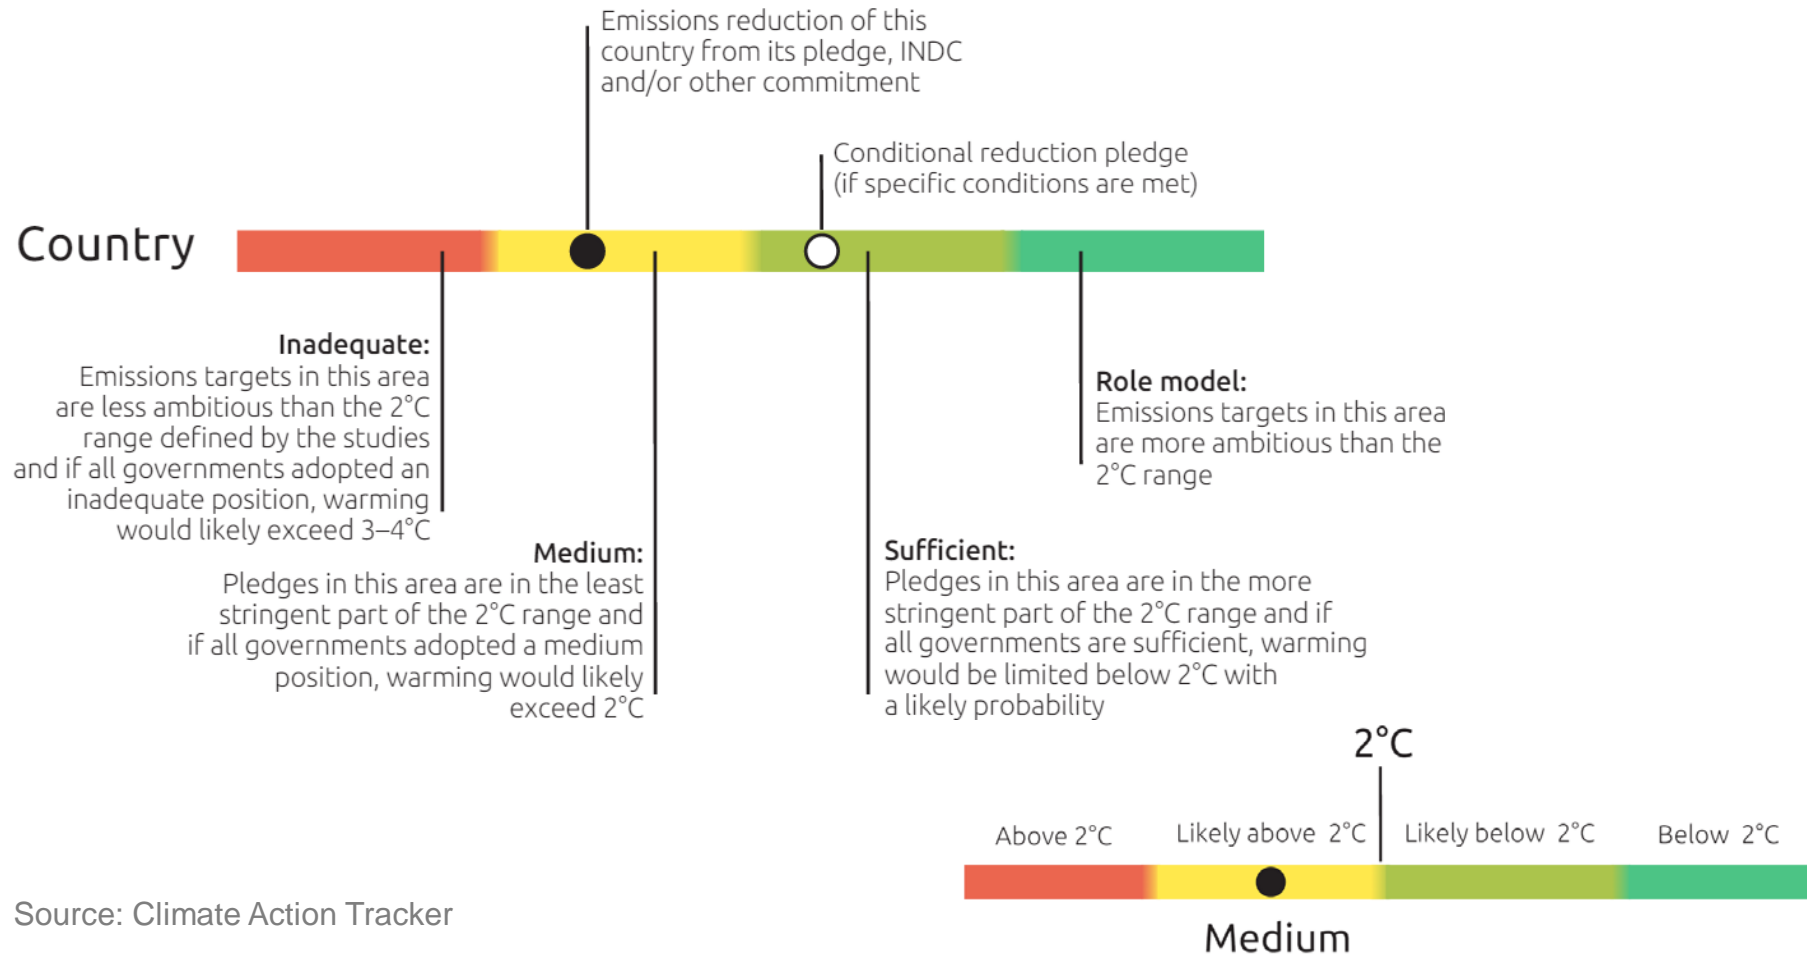 Emissions reduction of this
country from its pledge, INDC
and/or other commitment
Conditional reduction pledge
(if specific conditions are met)
Country
Inadequate:
Emissions targets in this area
are less ambitious than the 2°C
range defined by the studies
and if all governments adopted an
inadequate position, warming
would likely exceed 3–4°C
Medium:
Pledges in this area are in the least
stringent part of the 2°C range and
if all governments adopted a medium
position, warming would likely
exceed 2°C
Sufficient:
Pledges in this area are in the more
stringent part of the 2°C range and if
all governments are sufficient, warming
would be limited below 2°C with
a likely probability
Role model:
Emissions targets in this area
are more ambitious than the
2°C range
2°C
Above 2°C
Likely above 2°C
Likely below 2°C
Below 2°C
Medium
Source: Climate Action Tracker